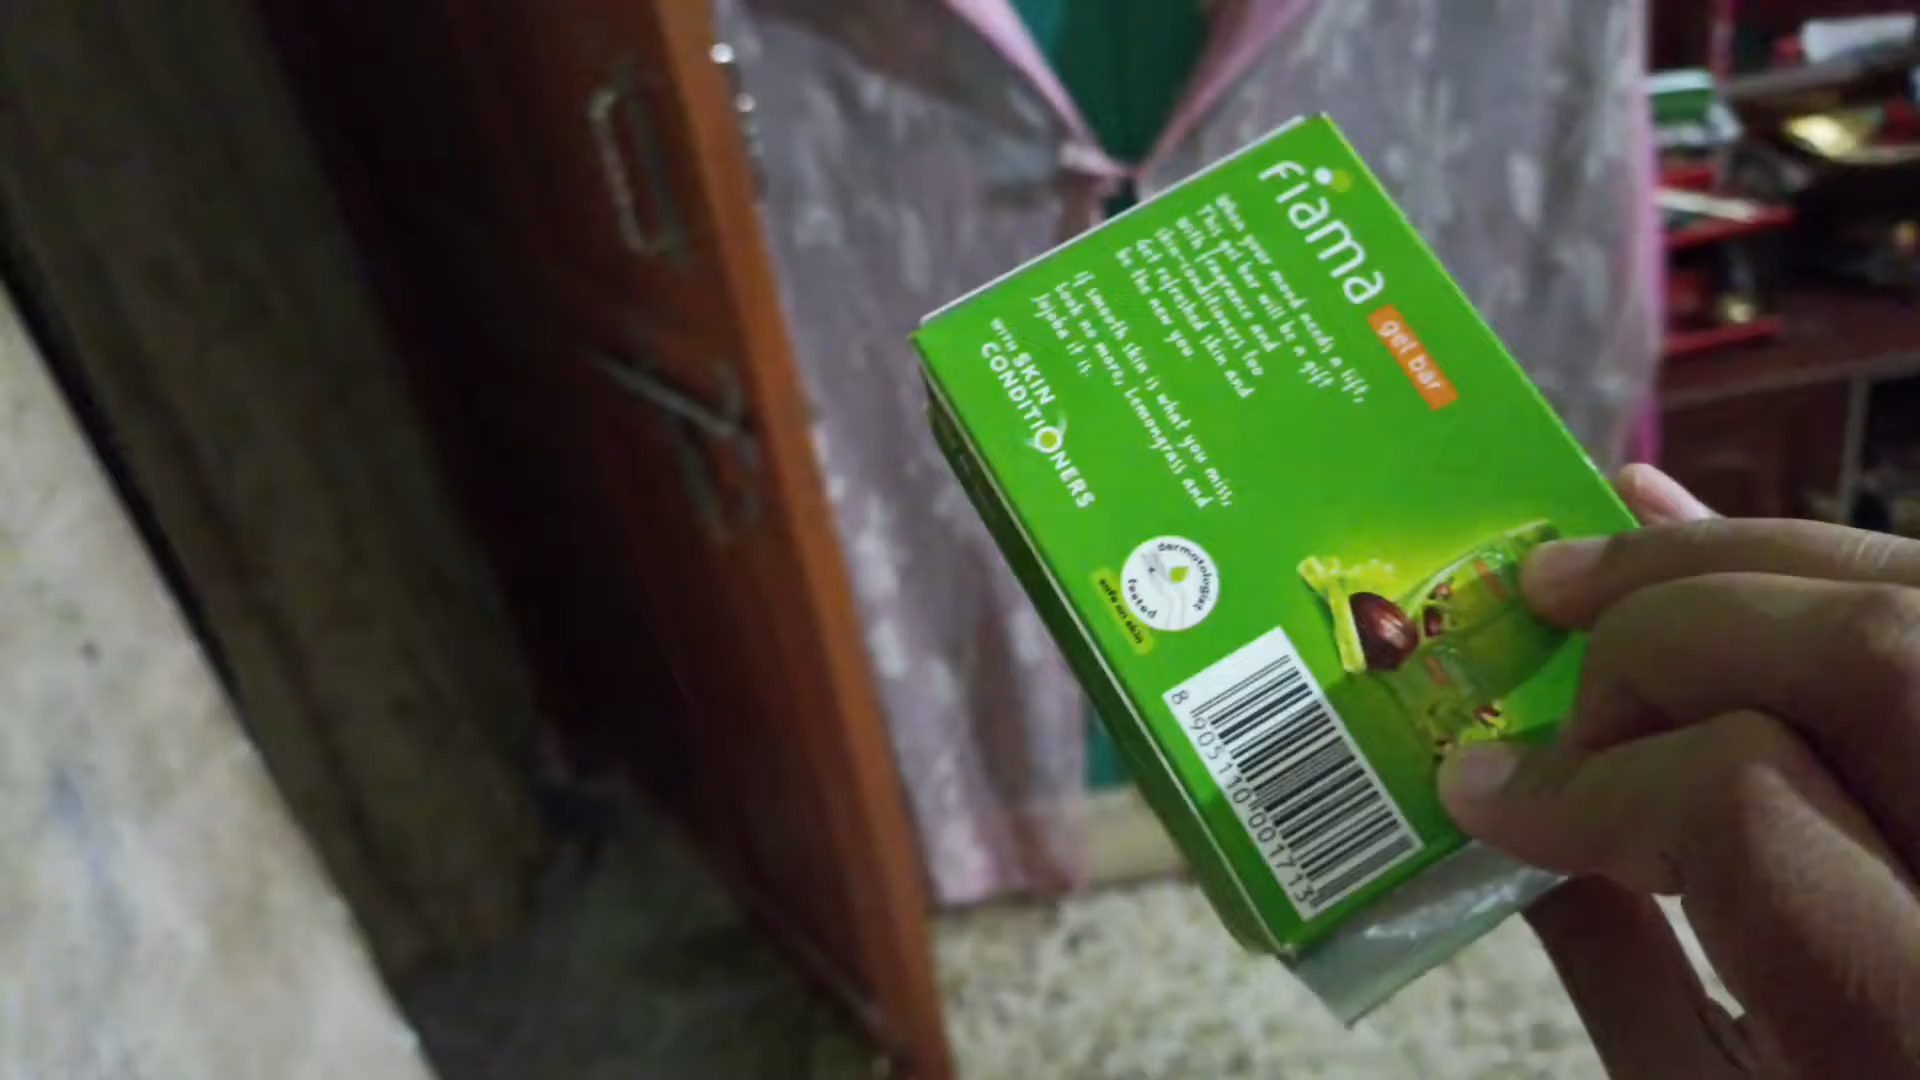 fiama
gel bar
When your mood needs a lift,
This gel bar will be a gift.
With fragrance and
skin-conditioners too,
Get refreshed skin and
be the new you.
If smooth skin is what you miss,
Seek no more, Lemongrass and
Jojoba it is.
WITH SKIN
CONDITIONERS
dermatologist
tested
safe on skin
8 905110 001713